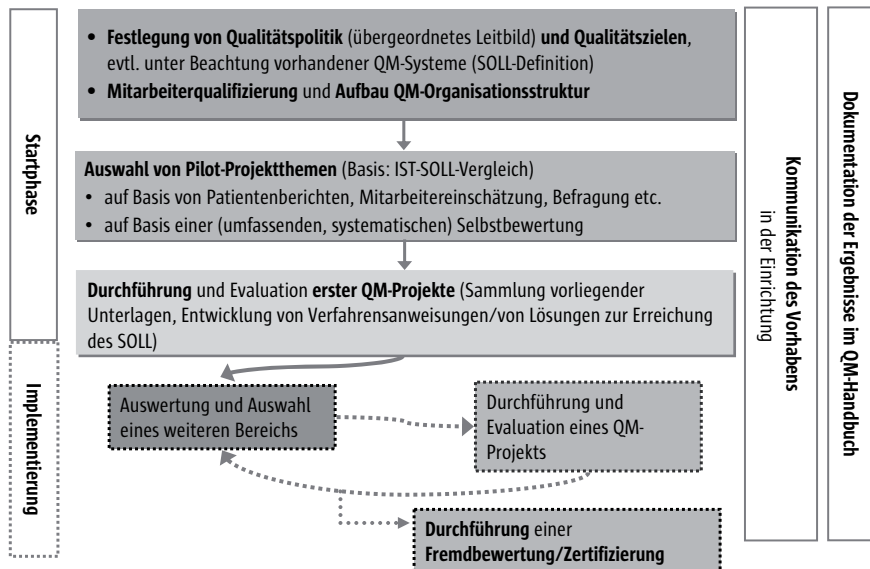 Startphase
• Festlegung von Qualitätspolitik (übergeordnetes Leitbild) und Qualitätszielen,
evtl. unter Beachtung vorhandener QM-Systeme (SOLL-Definition)
• Mitarbeiterqualifizierung und Aufbau QM-Organisationsstruktur
Auswahl von Pilot-Projektthemen (Basis: IST-SOLL-Vergleich)
• auf Basis von Patientenberichten, Mitarbeitereinschätzung, Befragung etc.
• auf Basis einer (umfassenden, systematischen) Selbstbewertung
Durchführung und Evaluation erster QM-Projekte (Sammlung vorliegender
Unterlagen, Entwicklung von Verfahrensanweisungen/von Lösungen zur Erreichung
des SOLL)
Implementierung
Auswertung und Auswahl
eines weiteren Bereichs
Durchführung und
Evaluation eines QM-
Projekts
Durchführung einer
Fremdbewertung/Zertifizierung
Kommunikation des Vorhabens
in der Einrichtung
Dokumentation der Ergebnisse im QM-Handbuch